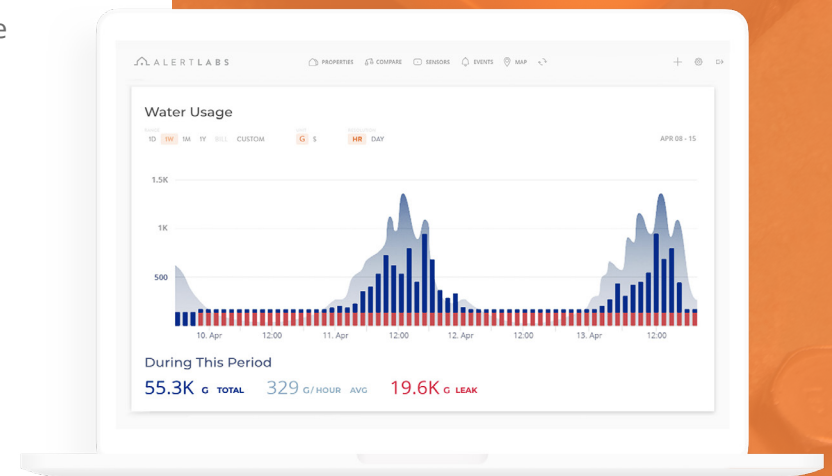 e
ALERTLABS PROPERTIES COMPARE SENSORS EVENTS MAP
Water Usage
1D 1W 1M 1Y BILL CUSTOM G $ HR DAY APR 08 - 15
1.5K
1K
500
10. Apr 12:00 11. Apr 12:00 12. Apr 12:00 13. Apr 12:00
During This Period
55.3K G TOTAL 329 G/HOUR AVG 19.6K G LEAK